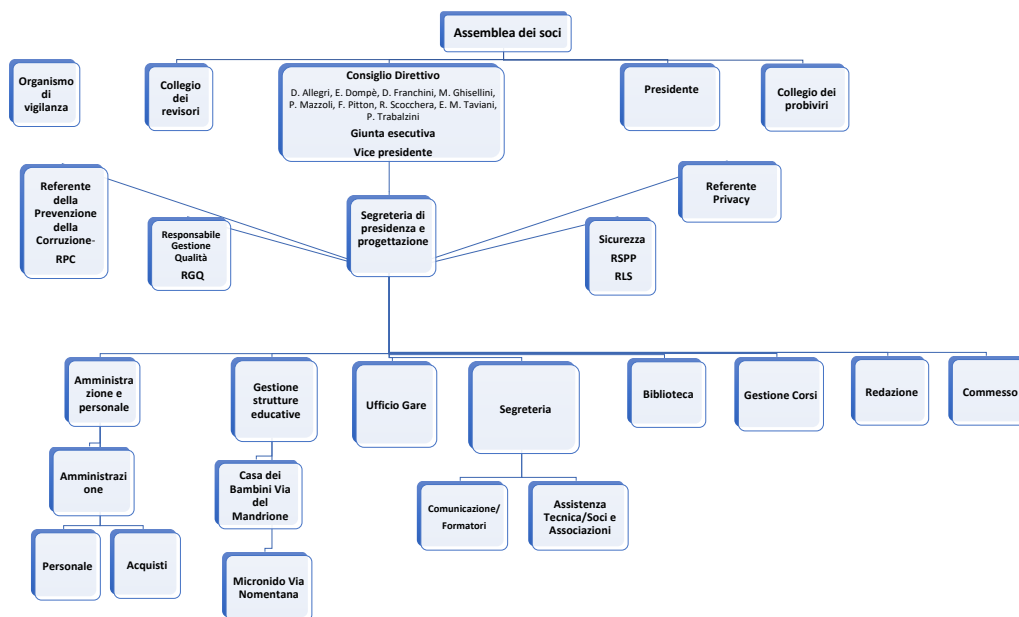 Assemblea dei soci
Organismo
di
vigilanza
Collegio
dei
revisori
Consiglio Direttivo
D. Allegri, E. Dompè, D. Franchini, M. Ghisellini,
P. Mazzoli, F. Pitton, R. Scocchera, E. M. Taviani,
P. Trabalzini
Giunta esecutiva
Vice presidente
Presidente
Collegio dei
probiviri
Referente
della
Prevenzione
della
Corruzione-
RPC
Responsabile
Gestione
Qualità
RGQ
Segreteria di
presidenza e
progettazione
Sicurezza
RSPP
RLS
Referente
Privacy
Amministra
zione e
personale
Gestione
strutture
educative
Ufficio Gare
Segreteria
Biblioteca
Gestione Corsi
Redazione
Commesso
Amministrazi
one
Casa dei
Bambini Via
del
Mandrione
Comunicazione/
Formatori
Assistenza
Tecnica/Soci e
Associazioni
Personale
Acquisti
Micronido Via
Nomentana